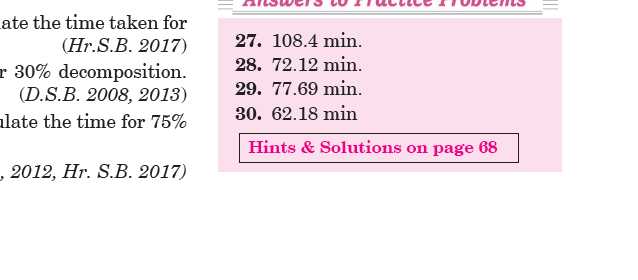 ate the time taken for
(Hr.S.B. 2017)
r 30% decomposition.
(D.S.B. 2008, 2013)
ulate the time for 75%
, 2012, Hr. S.B. 2017)
Answers to Practice Problems
27. 108.4 min.
28. 72.12 min.
29. 77.69 min.
30. 62.18 min
Hints & Solutions on page 68